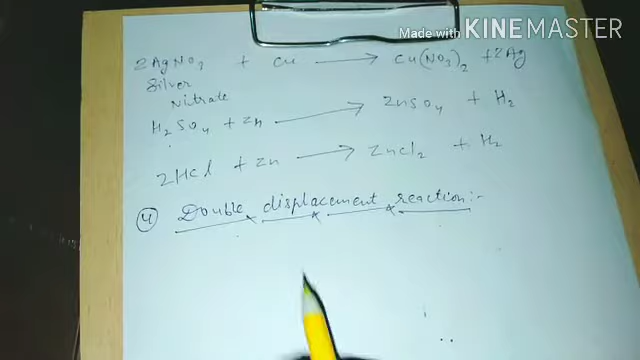 Made with KINEMASTER
2AgNO3 + Cu → Cu(NO3)2 + 2Ag
Silver
Nitrate
H2SO4 + Zn → ZnSO4 + H2
2HCl + Zn → ZnCl2 + H2
4 Double displacement reaction:-